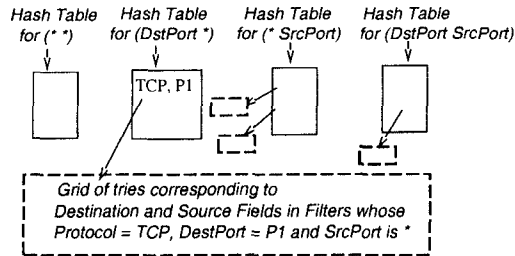 Hash Table
for (* *)
Hash Table
for (DstPort *)
Hash Table
for (* SrcPort)
Hash Table
for (DstPort SrcPort)
TCP, P1
Grid of tries corresponding to
Destination and Source Fields in Filters whose
Protocol = TCP, DestPort = P1 and SrcPort is *